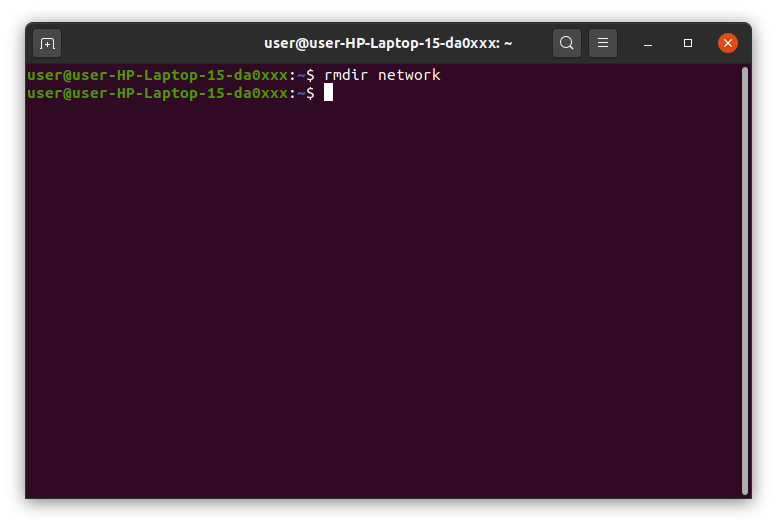 user@user-HP-Laptop-15-da0xxx: ~
user@user-HP-Laptop-15-da0xxx:~$ rmdir network
user@user-HP-Laptop-15-da0xxx:~$